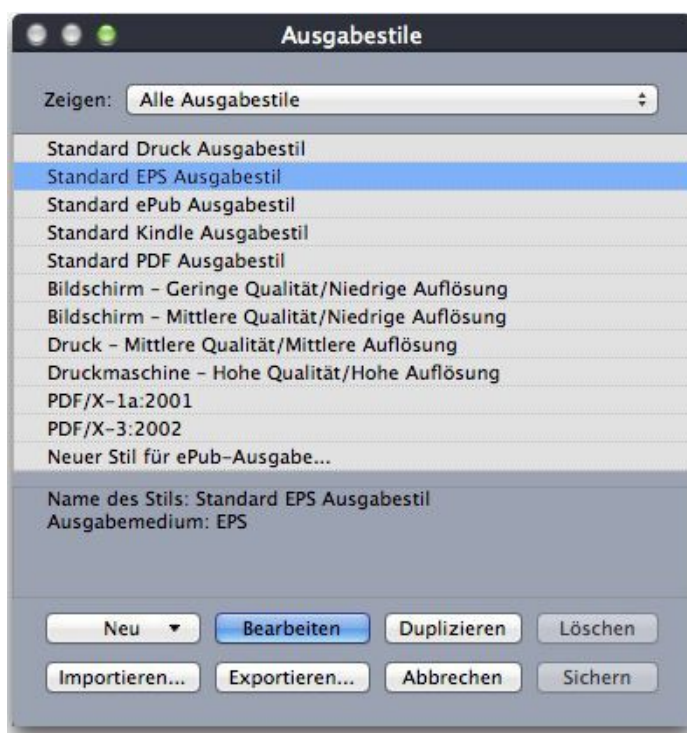 Ausgabestile
Zeigen: Alle Ausgabestile
Standard Druck Ausgabestil
Standard EPS Ausgabestil
Standard ePub Ausgabestil
Standard Kindle Ausgabestil
Standard PDF Ausgabestil
Bildschirm – Geringe Qualität/Niedrige Auflösung
Bildschirm – Mittlere Qualität/Niedrige Auflösung
Druck – Mittlere Qualität/Mittlere Auflösung
Druckmaschine – Hohe Qualität/Hohe Auflösung
PDF/X-1a:2001
PDF/X-3:2002
Neuer Stil für ePub-Ausgabe...
Name des Stils: Standard EPS Ausgabestil
Ausgabemedium: EPS
Neu Bearbeiten Duplizieren Löschen
Importieren... Exportieren... Abbrechen Sichern